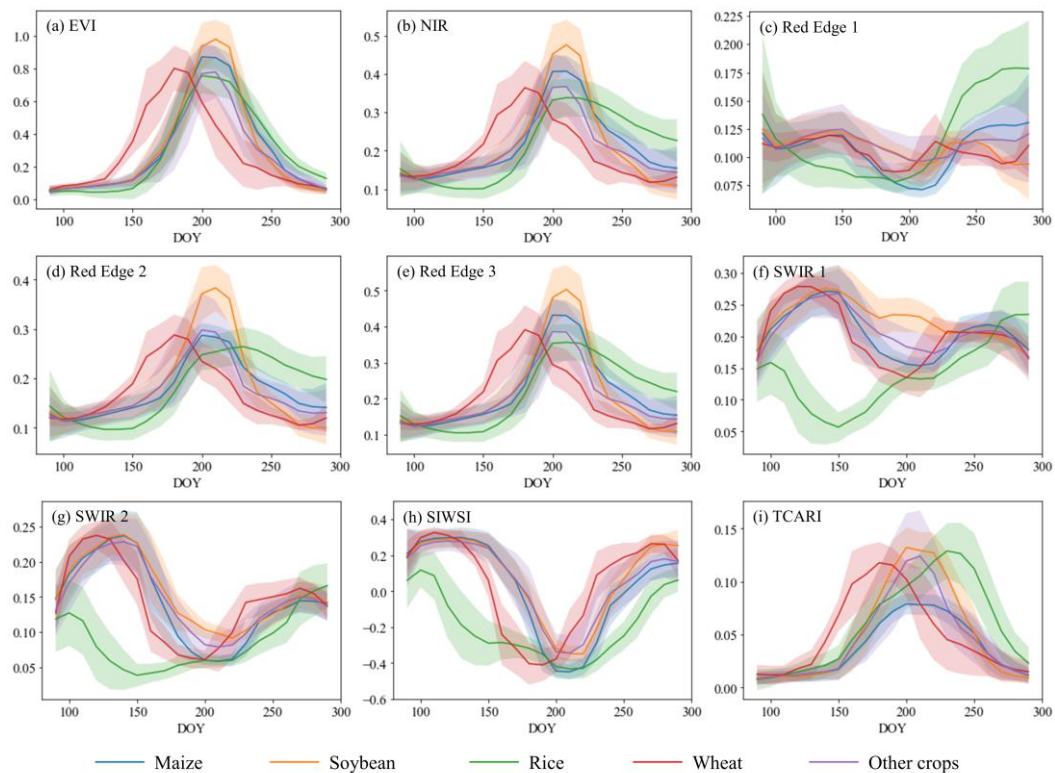 (a) EVI
1.0
0.8
0.6
0.4
0.2
0.0
100 150 200 250 300
DOY
(b) NIR
0.5
0.4
0.3
0.2
0.1
100 150 200 250 300
DOY
(c) Red Edge 1
0.225
0.200
0.175
0.150
0.125
0.100
0.075
100 150 200 250 300
DOY
(d) Red Edge 2
0.4
0.3
0.2
0.1
100 150 200 250 300
DOY
(e) Red Edge 3
0.5
0.4
0.3
0.2
0.1
100 150 200 250 300
DOY
(f) SWIR 1
0.30
0.25
0.20
0.15
0.10
0.05
100 150 200 250 300
DOY
(g) SWIR 2
0.25
0.20
0.15
0.10
0.05
100 150 200 250 300
DOY
(h) SIWSI
0.4
0.2
0.0
−0.2
−0.4
−0.6
100 150 200 250 300
DOY
(i) TCARI
0.15
0.10
0.05
0.00
100 150 200 250 300
DOY
Maize Soybean Rice Wheat Other crops